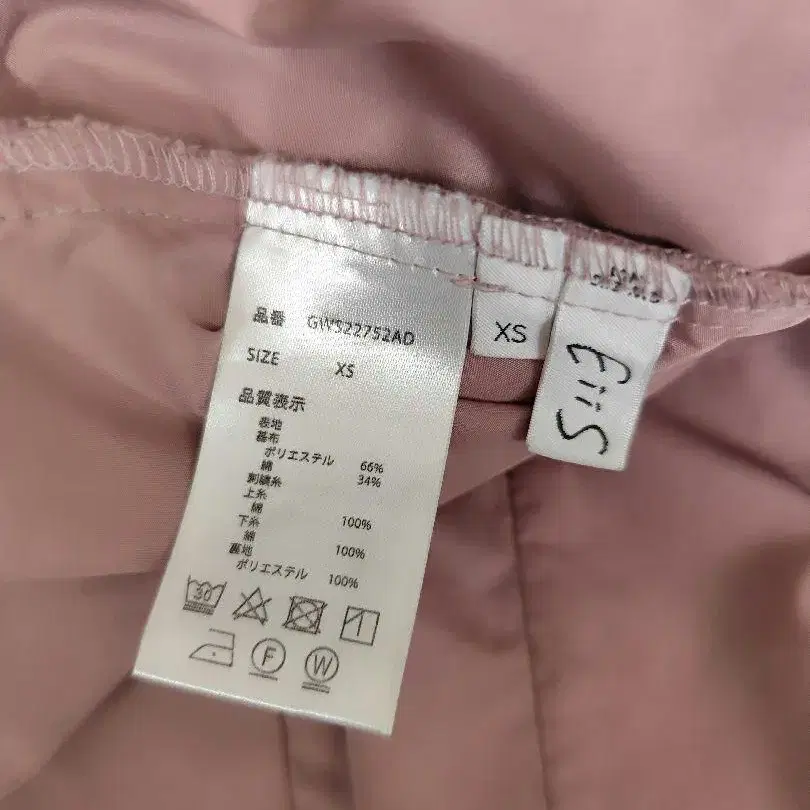 品番 GWS22752AD
SIZE XS
品質表示
表地
基布
ポリエステル 66%
綿 34%
刺繍糸
上糸
綿 100%
下糸
綿 100%
裏地
ポリエステル 100%
30
1
F
W
XS
EiiS